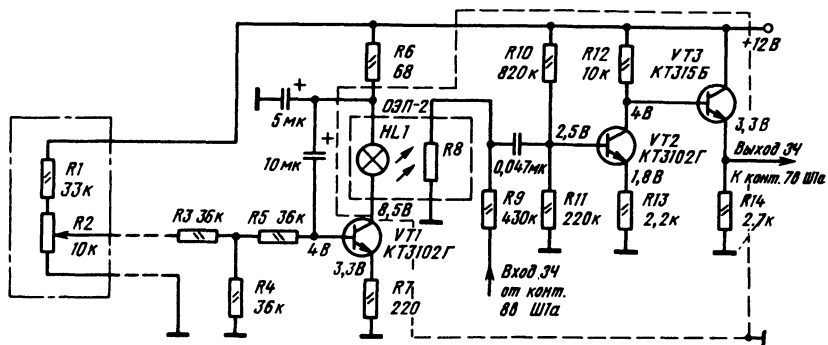 R6
68
5мк
+
+
10мк
ОЭП-2
HL1
R8
8,5В
R10
820к
R12
10к
VT3
КТ315Б
+12В
4В
3,3В
2,5В
0,047мк
VT2
КТ3102Г
1,8В
Выход ЗЧ
К конт. 7В Ш1а
R9
430к
R11
220к
R13
2,2к
R14
2,7к
R1
33к
R2
10к
R3 36к
R5 36к
4В
VT1
КТ3102Г
3,3В
R4
36к
R7
220
Вход ЗЧ
от конт.
8В Ш1а